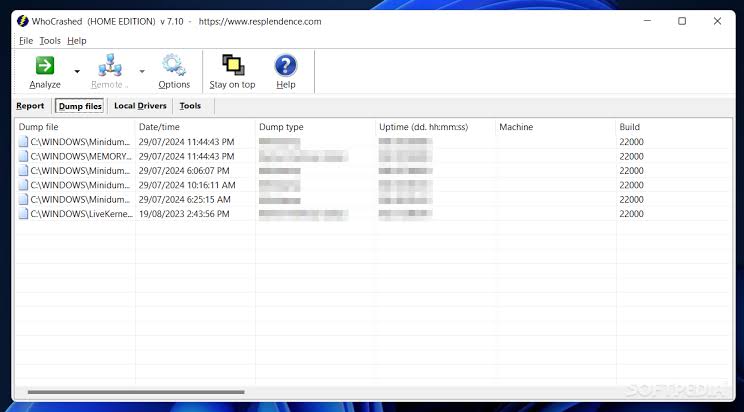 WhoCrashed (HOME EDITION) v 7.10 - https://www.resplendence.com
File Tools Help
Analyze Remote... Options Stay on top Help
Report Dump files Local Drivers Tools
Dump file Date/time Dump type Uptime (dd. hh:mm:ss) Machine Build
C:\WINDOWS\Minidum... 29/07/2024 11:44:43 PM 22000
C:\WINDOWS\MEMORY... 29/07/2024 11:44:43 PM 22000
C:\WINDOWS\Minidum... 29/07/2024 6:06:07 PM 22000
C:\WINDOWS\Minidum... 29/07/2024 10:16:11 AM 22000
C:\WINDOWS\Minidum... 29/07/2024 6:25:15 AM 22000
C:\WINDOWS\LiveKerne... 19/08/2023 2:43:56 PM 22000
SOFTPEDIA